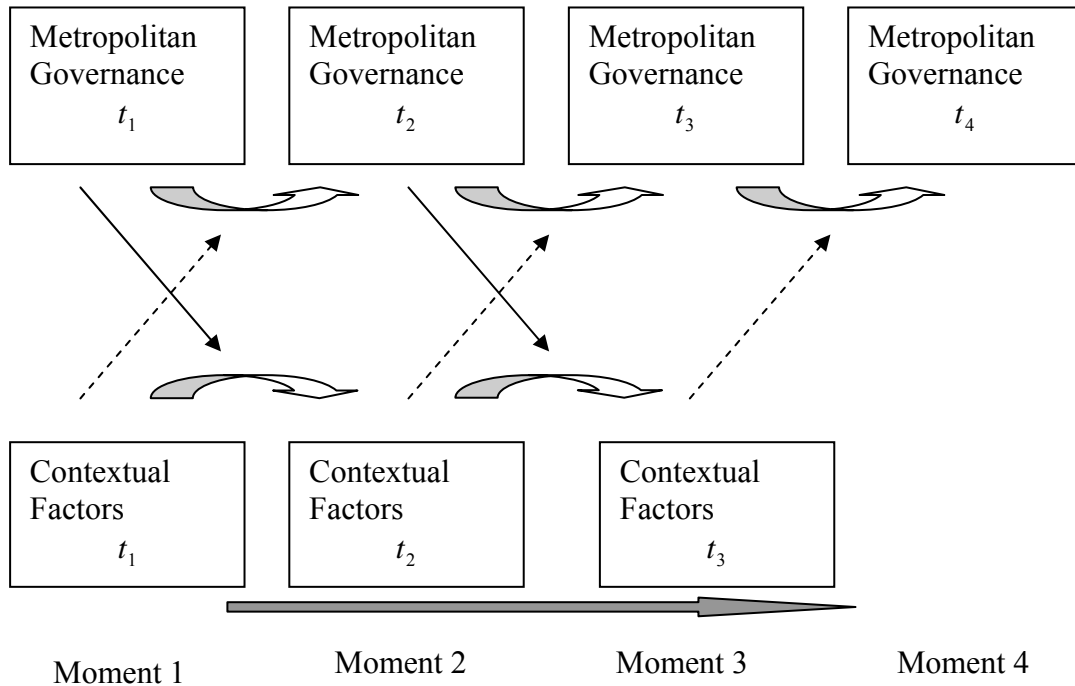 Metropolitan
Governance
t₁
Metropolitan
Governance
t₂
Metropolitan
Governance
t₃
Metropolitan
Governance
t₄
Contextual
Factors
t₁
Contextual
Factors
t₂
Contextual
Factors
t₃
Moment 1
Moment 2
Moment 3
Moment 4